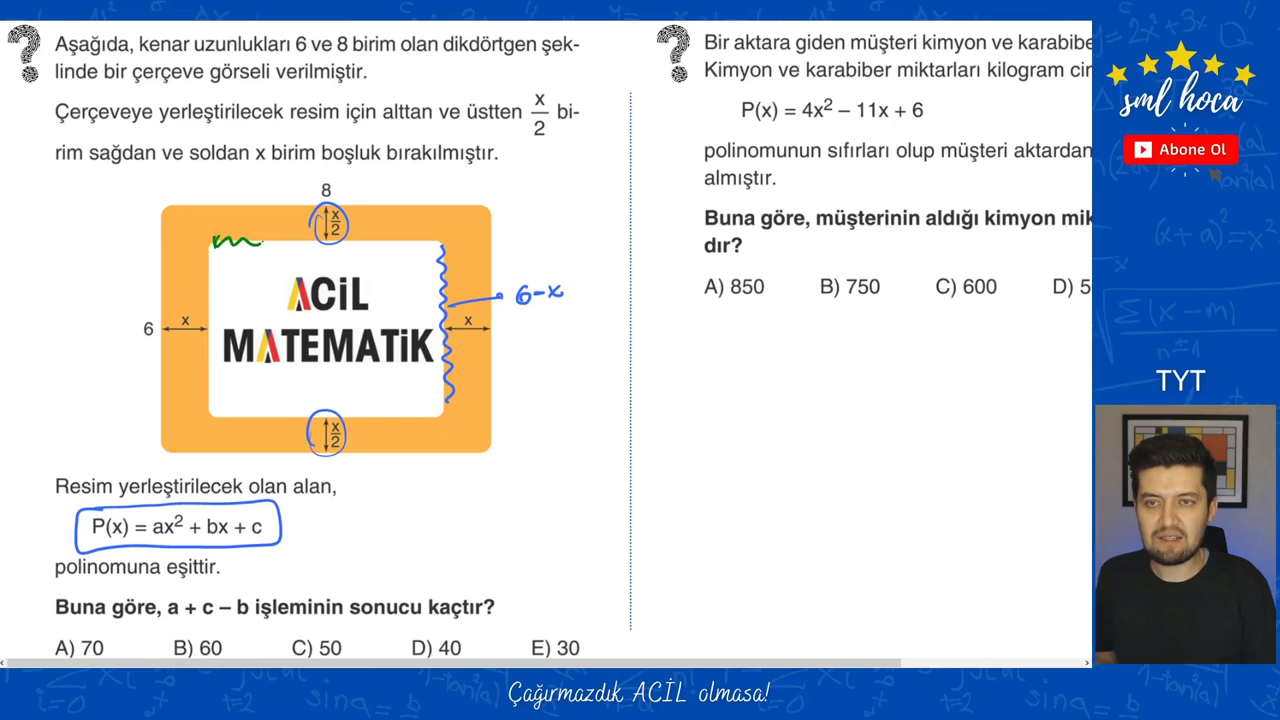 Aşağıda, kenar uzunlukları 6 ve 8 birim olan dikdörtgen şek-
linde bir çerçeve görseli verilmiştir.
Çerçeveye yerleştirilecek resim için alttan ve üstten x/2 bi-
rim sağdan ve soldan x birim boşluk bırakılmıştır.
8
x/2
ACİL
MATEMATİK
6
x
x
6-x
x/2
Resim yerleştirilecek olan alan,
P(x) = ax² + bx + c
polinomuna eşittir.
Buna göre, a + c – b işleminin sonucu kaçtır?
A) 70 B) 60 C) 50 D) 40 E) 30
Bir aktara giden müşteri kimyon ve karabibe
Kimyon ve karabiber miktarları kilogram cin
P(x) = 4x² – 11x + 6
polinomunun sıfırları olup müşteri aktardan
almıştır.
Buna göre, müşterinin aldığı kimyon mik
dır?
A) 850 B) 750 C) 600 D) 5
sml hoca
Abone Ol
TYT
Çağırmazdık ACİL olmasa!